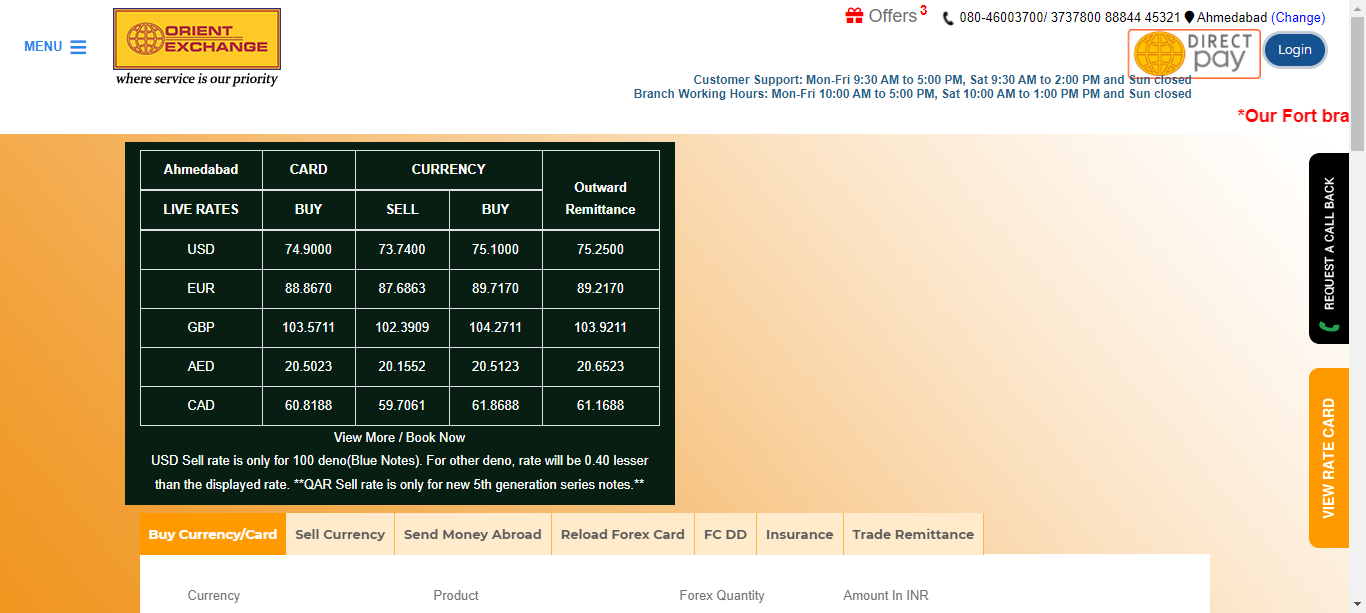 MENU
ORIENT
EXCHANGE
where service is our priority
Offers 3
080-46003700/ 3737800 88844 45321 Ahmedabad (Change)
DIRECT
pay
Login
Customer Support: Mon-Fri 9:30 AM to 5:00 PM, Sat 9:30 AM to 2:00 PM and Sun closed
Branch Working Hours: Mon-Fri 10:00 AM to 5:00 PM, Sat 10:00 AM to 1:00 PM PM and Sun closed
*Our Fort bra
Ahmedabad CARD CURRENCY Outward Remittance
LIVE RATES BUY SELL BUY
USD 74.9000 73.7400 75.1000 75.2500
EUR 88.8670 87.6863 89.7170 89.2170
GBP 103.5711 102.3909 104.2711 103.9211
AED 20.5023 20.1552 20.5123 20.6523
CAD 60.8188 59.7061 61.8688 61.1688
View More / Book Now
USD Sell rate is only for 100 deno(Blue Notes). For other deno, rate will be 0.40 lesser
than the displayed rate. **QAR Sell rate is only for new 5th generation series notes.**
REQUEST A CALL BACK
VIEW RATE CARD
Buy Currency/Card Sell Currency Send Money Abroad Reload Forex Card FC DD Insurance Trade Remittance
Currency Product Forex Quantity Amount In INR